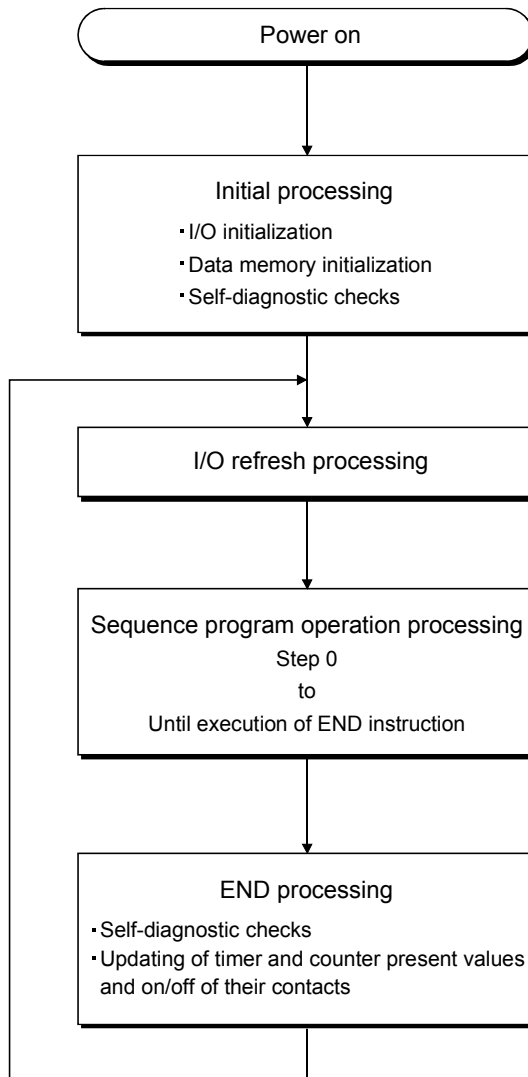 Power on
Initial processing
・I/O initialization
・Data memory initialization
・Self-diagnostic checks
I/O refresh processing
Sequence program operation processing
Step 0
to
Until execution of END instruction
END processing
・Self-diagnostic checks
・Updating of timer and counter present values
and on/off of their contacts